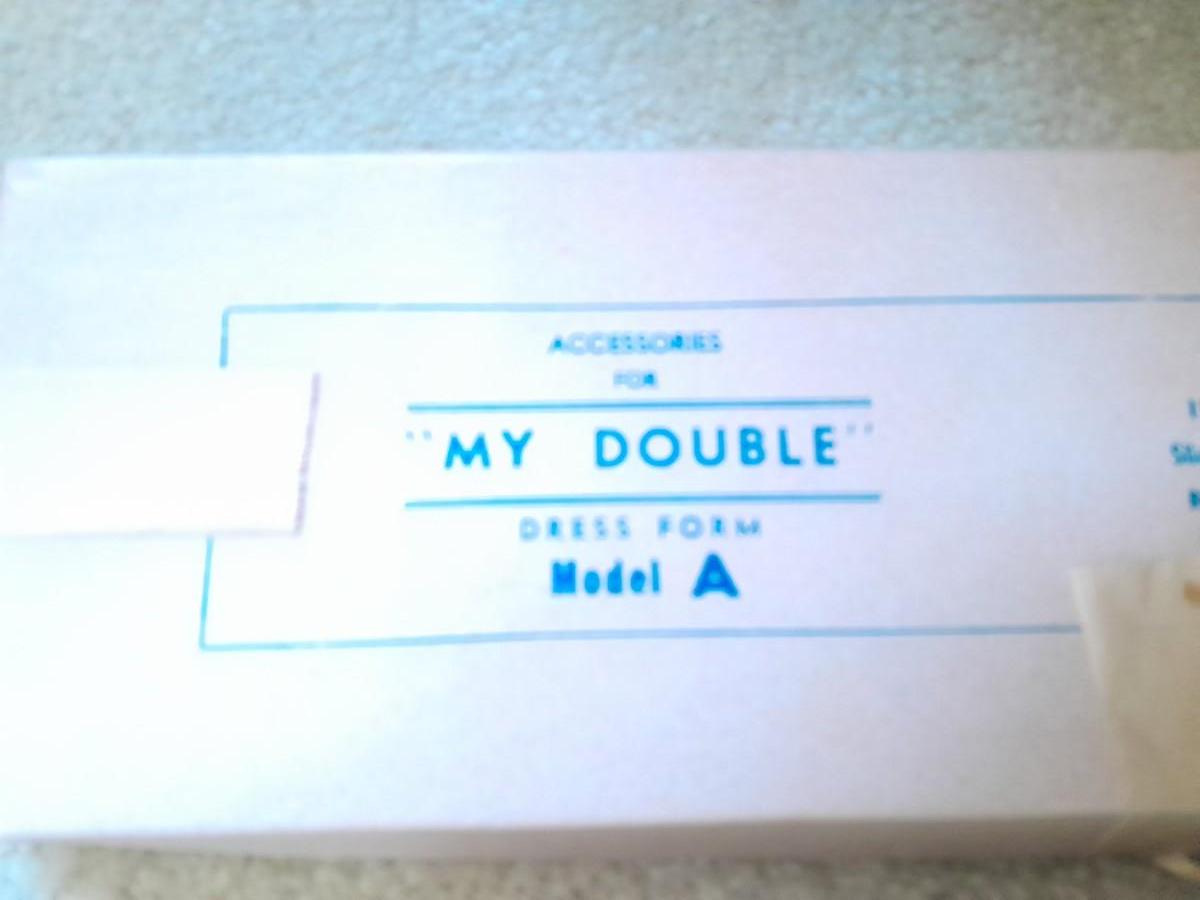 ACCESSORIES
FOR
"MY DOUBLE"
DRESS FORM
Model A